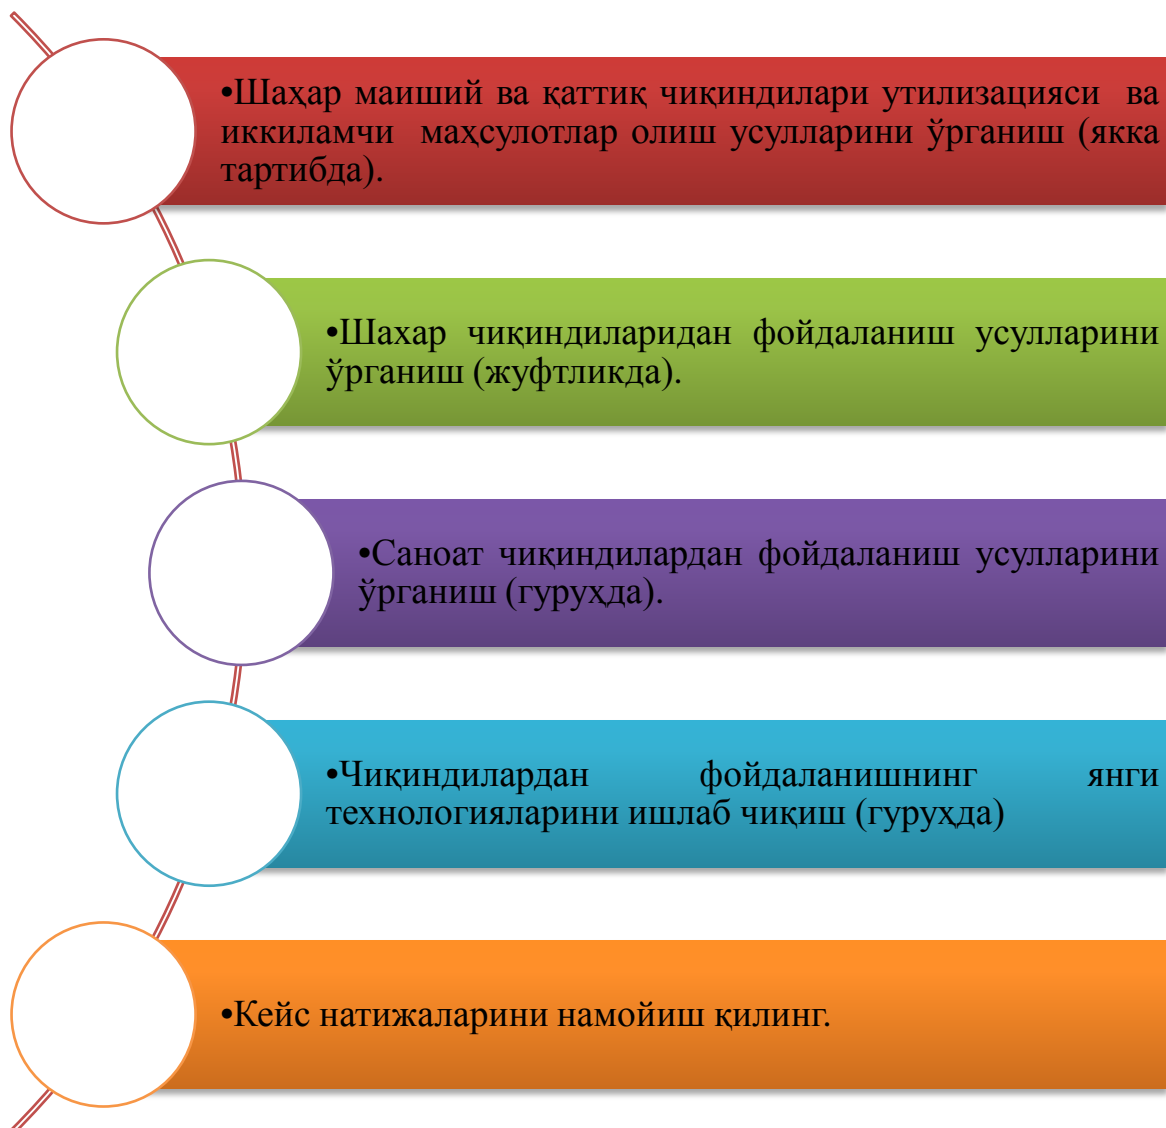 •Шаҳар маиший ва қаттиқ чиқиндилари утилизацияси ва
иккиламчи маҳсулотлар олиш усулларини ўрганиш (якка
тартибда).
•Шахар чиқиндиларидан фойдаланиш усулларини
ўрганиш (жуфтликда).
•Саноат чиқиндилардан фойдаланиш усулларини
ўрганиш (гуруҳда).
•Чиқиндилардан фойдаланишнинг янги
технологияларини ишлаб чиқиш (гуруҳда)
•Кейс натижаларини намойиш қилинг.